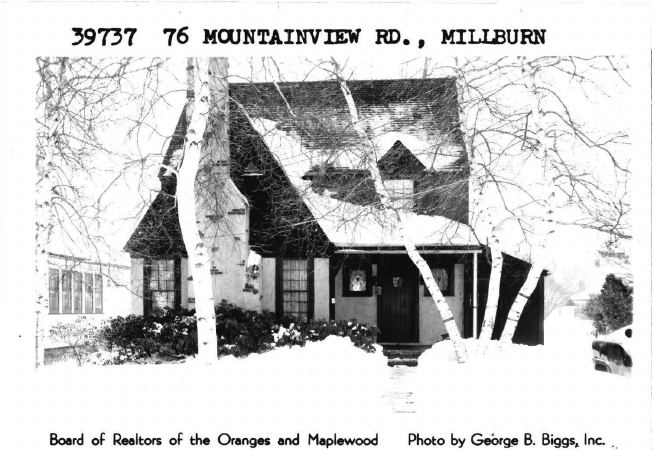 39737 76 MOUNTAINVIEW RD., MILLBURN
Board of Realtors of the Oranges and Maplewood Photo by George B. Biggs, Inc.